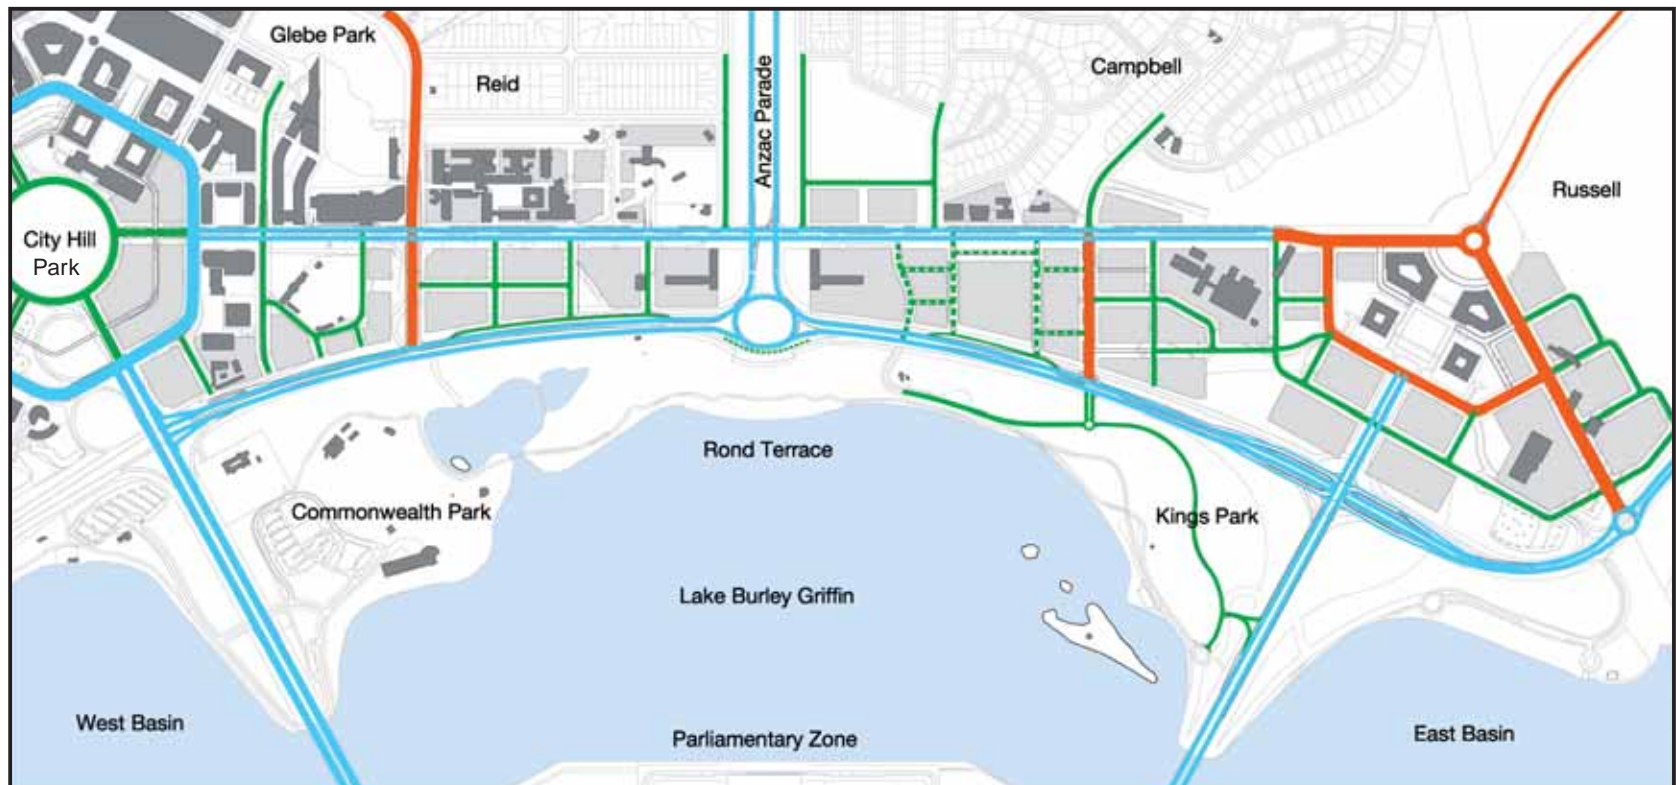 Glebe Park
Reid
Anzac Parade
Campbell
Russell
City Hill
Park
Rond Terrace
Commonwealth Park
Kings Park
Lake Burley Griffin
West Basin
Parliamentary Zone
East Basin